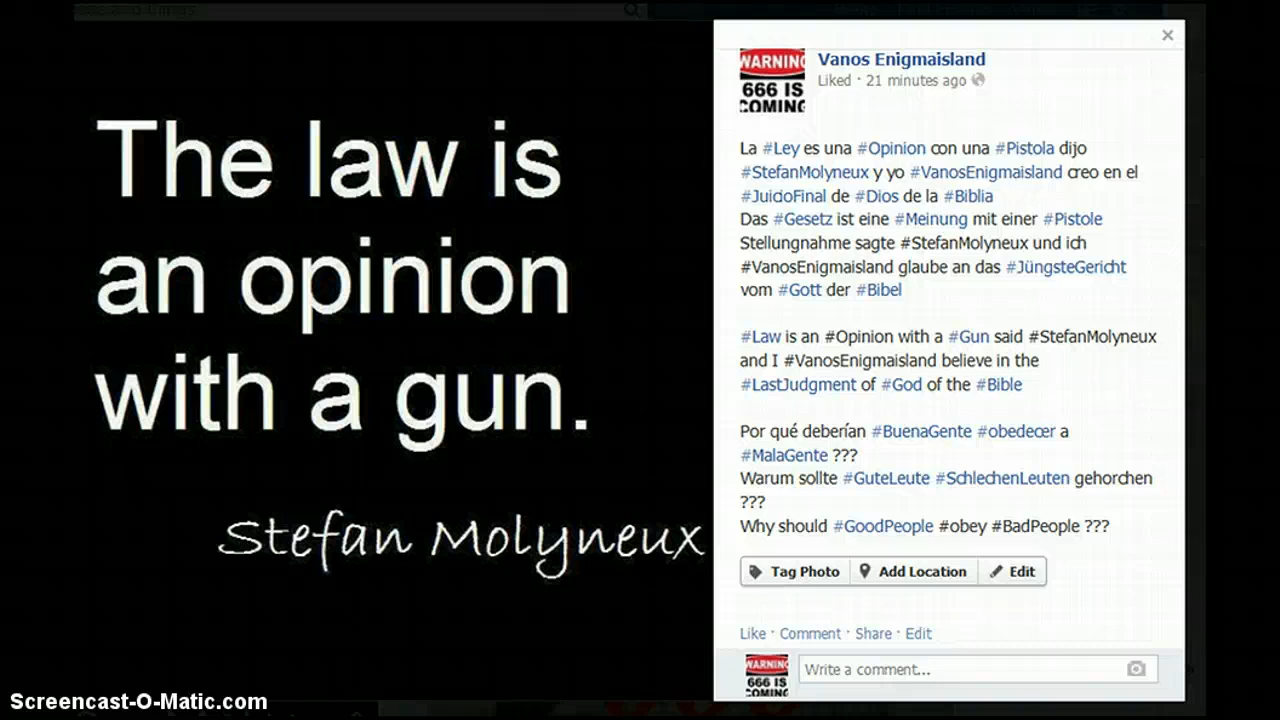 The law is
an opinion
with a gun.
Stefan Molyneux
WARNING
666 IS
COMING
Vanos Enigmaisland
Liked · 21 minutes ago
La #Ley es una #Opinion con una #Pistola dijo
#StefanMolyneux y yo #VanosEnigmaisland creo en el
#JuicioFinal de #Dios de la #Biblia
Das #Gesetz ist eine #Meinung mit einer #Pistole
Stellungnahme sagte #StefanMolyneux und ich
#VanosEnigmaisland glaube an das #JüngsteGericht
vom #Gott der #Bibel
#Law is an #Opinion with a #Gun said #StefanMolyneux
and I #VanosEnigmaisland believe in the
#LastJudgment of #God of the #Bible
Por qué deberían #BuenaGente #obedecer a
#MalaGente ???
Warum sollte #GuteLeute #SchlechenLeuten gehorchen
???
Why should #GoodPeople #obey #BadPeople ???
Tag Photo Add Location Edit
Like · Comment · Share · Edit
WARNING
666 IS
COMING
Write a comment...
Screencast-O-Matic.com